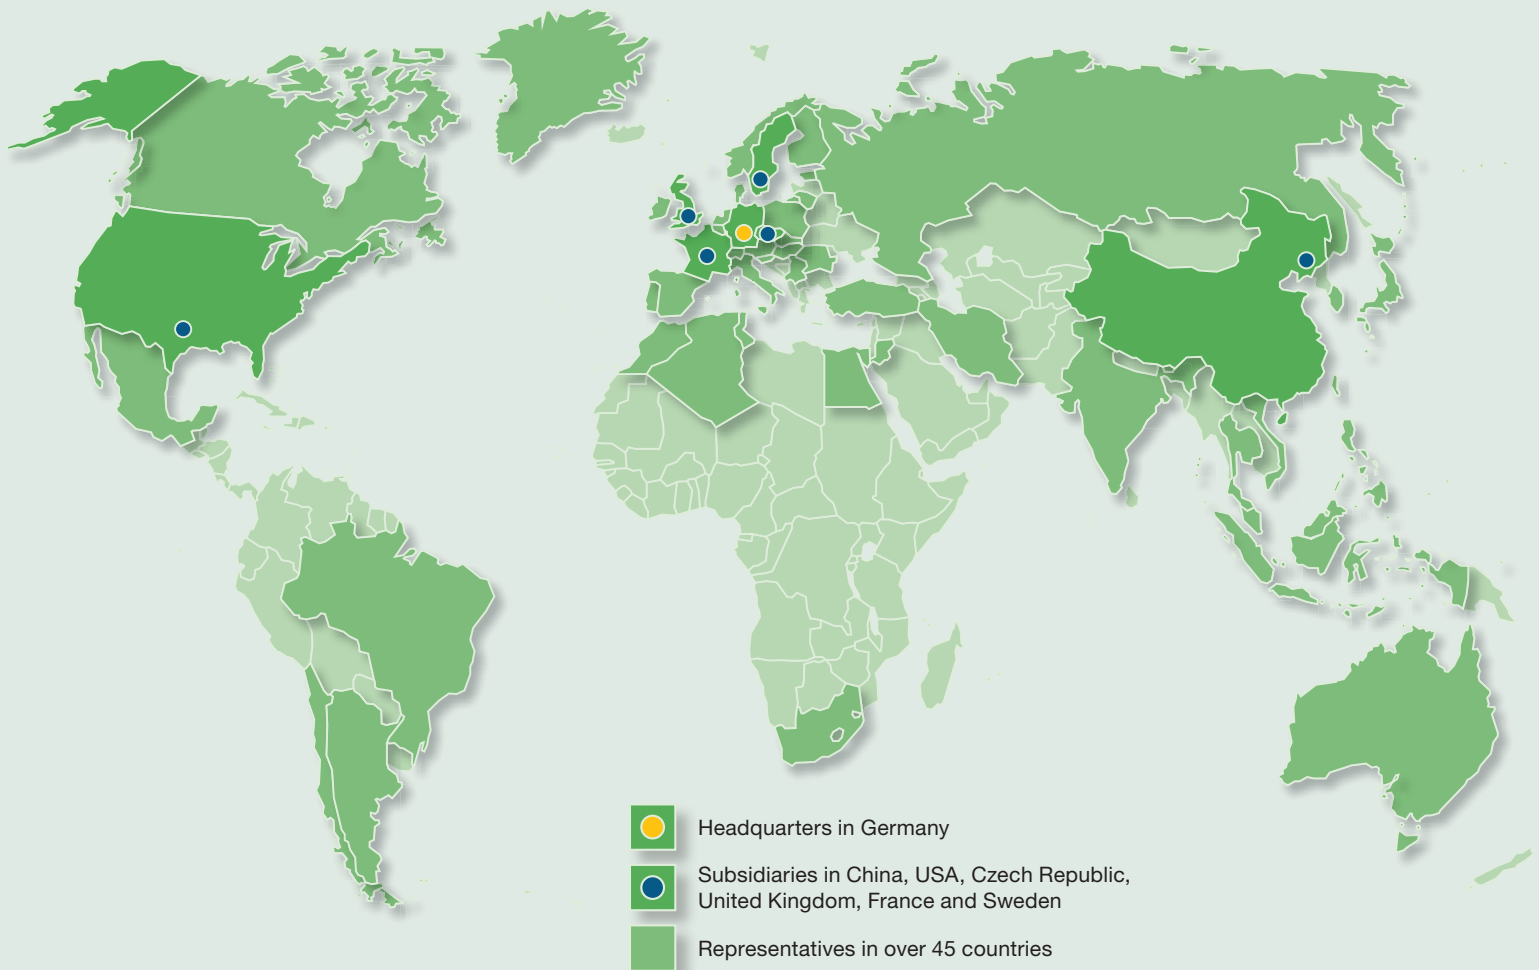 Headquarters in Germany
Subsidiaries in China, USA, Czech Republic,
United Kingdom, France and Sweden
Representatives in over 45 countries